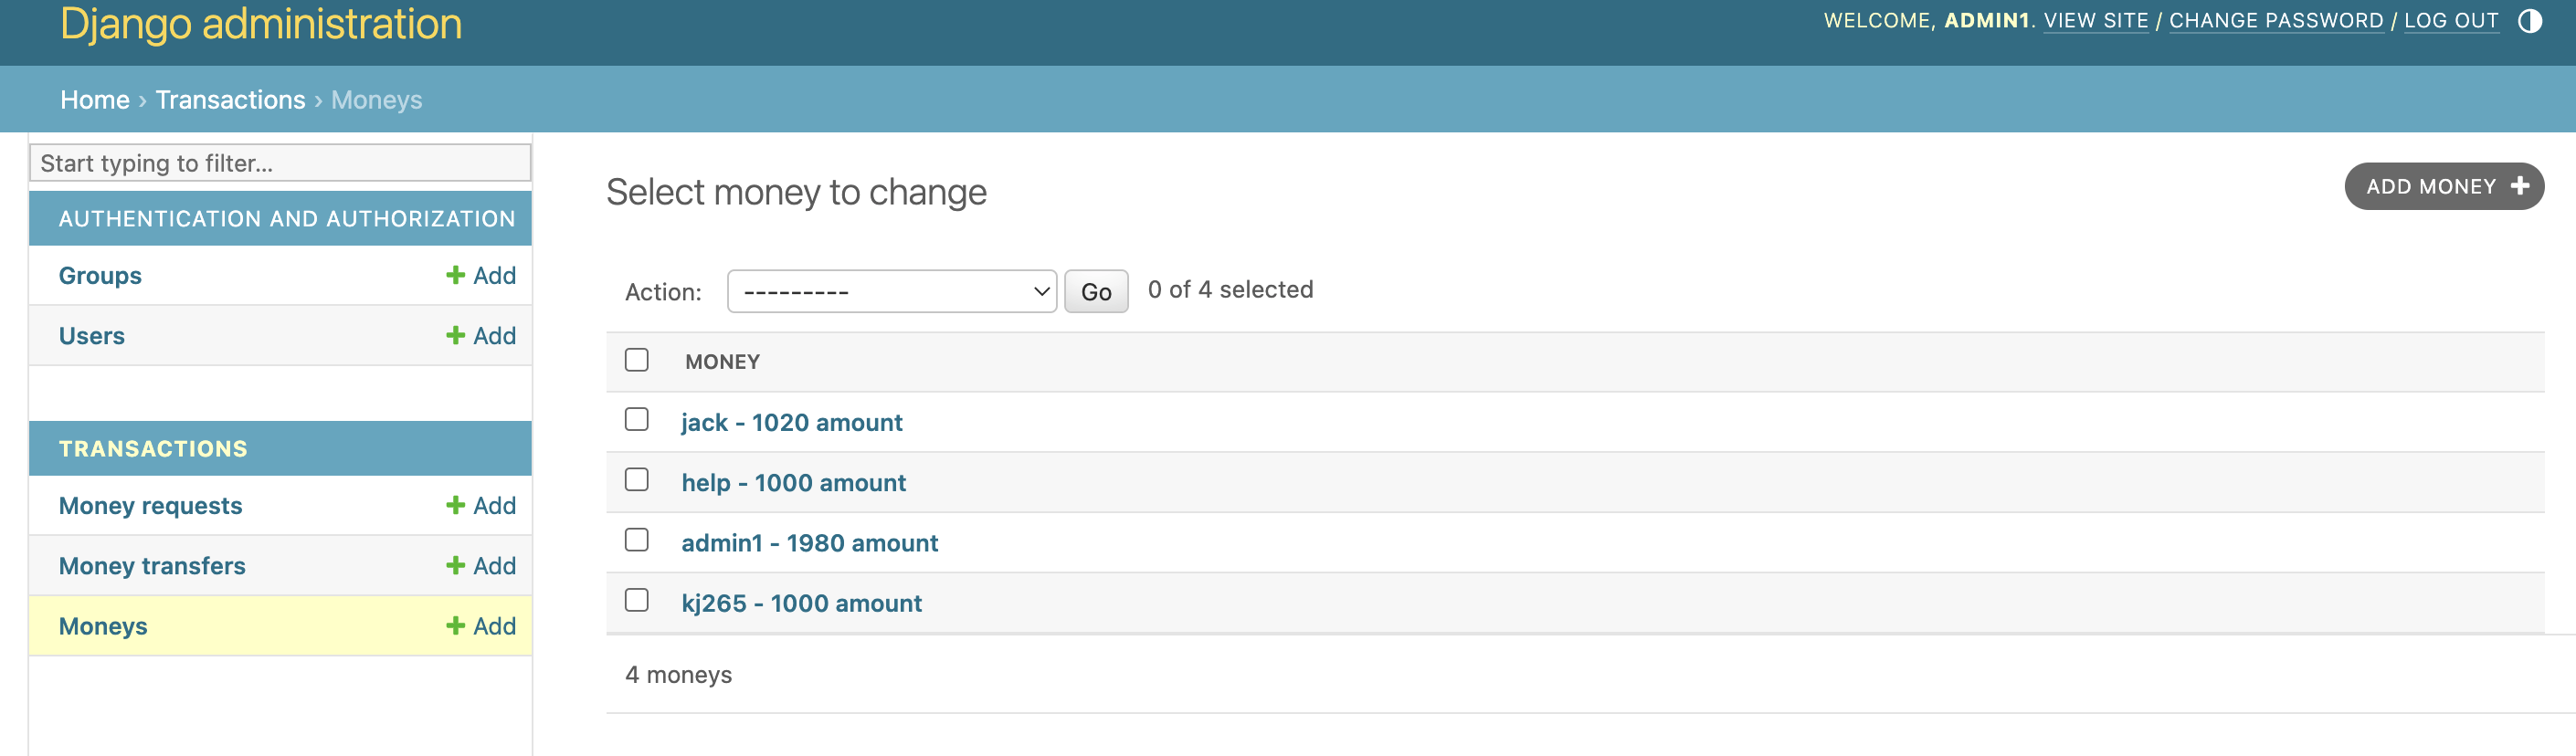 Django administration
WELCOME, ADMIN1. VIEW SITE / CHANGE PASSWORD / LOG OUT
Home › Transactions › Moneys
Start typing to filter...
AUTHENTICATION AND AUTHORIZATION
Groups + Add
Users + Add
TRANSACTIONS
Money requests + Add
Money transfers + Add
Moneys + Add
Select money to change
ADD MONEY +
Action: --------- Go 0 of 4 selected
MONEY
jack - 1020 amount
help - 1000 amount
admin1 - 1980 amount
kj265 - 1000 amount
4 moneys